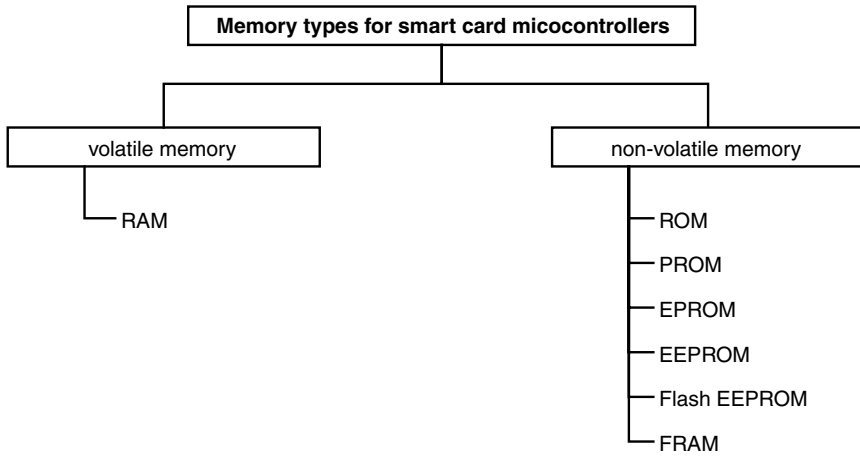 Memory types for smart card micocontrollers
volatile memory
non-volatile memory
RAM
ROM
PROM
EPROM
EEPROM
Flash EEPROM
FRAM